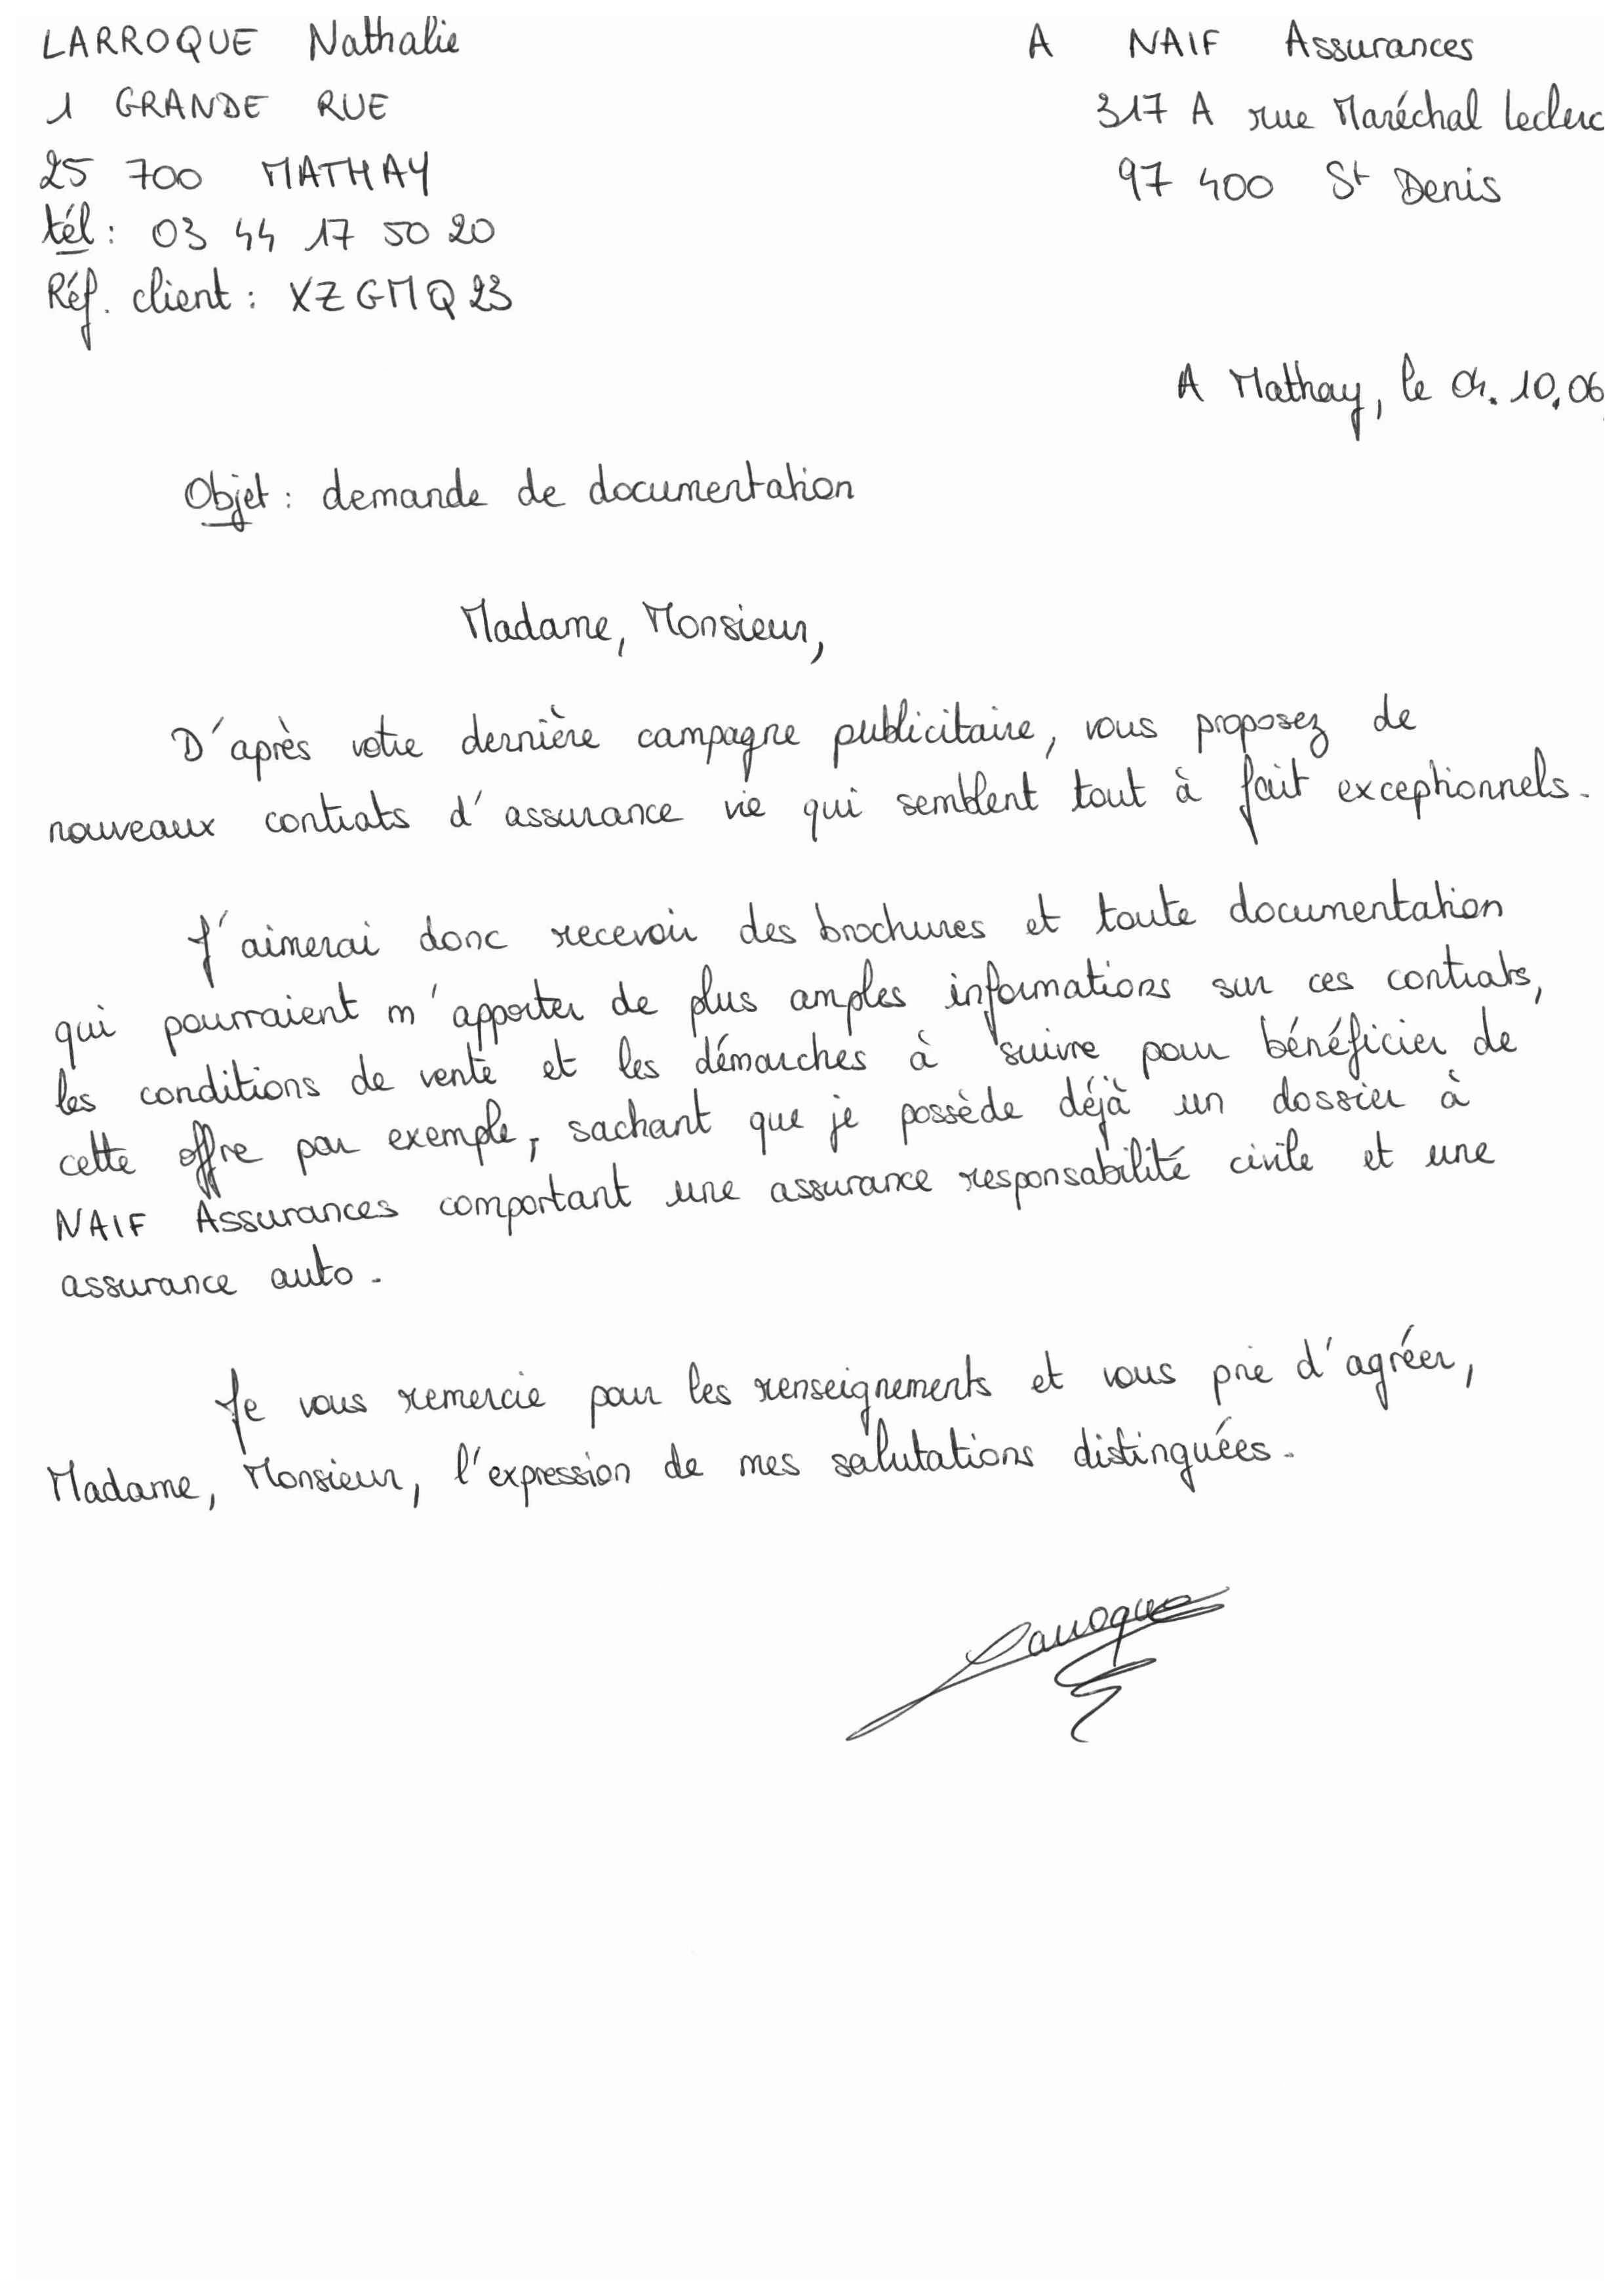 LARROQUE Nathalie
1 GRANDE RUE
25 700 MATHAY
tél : 03 44 17 50 20
Réf. client : XZGMQ23
A NAIF Assurances
317 A rue Maréchal Leclerc
97 400 St Denis
A Mathay, le 04.10.06
Objet : demande de documentation
Madame, Monsieur,
D'après votre dernière campagne publicitaire, vous proposez de
nouveaux contrats d'assurance vie qui semblent tout à fait exceptionnels.
J'aimerai donc recevoir des brochures et toute documentation
qui pourraient m'apporter de plus amples informations sur ces contrats,
les conditions de vente et les démarches à suivre pour bénéficier de
cette offre par exemple, sachant que je possède déjà un dossier à
NAIF Assurances comportant une assurance responsabilité civile et une
assurance auto.
Je vous remercie pour les renseignements et vous prie d'agréer,
Madame, Monsieur, l'expression de mes salutations distinguées.
Larroque